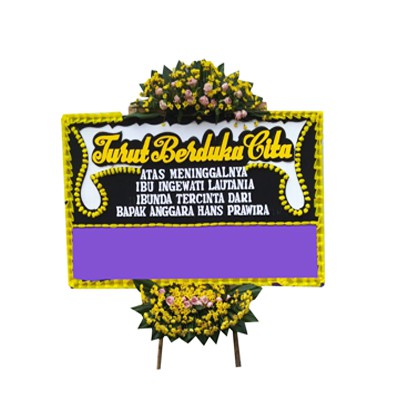 Turut Berduka Cita
ATAS MENINGGALNYA
IBU INGEWATI LAUTANIA
IBUNDA TERCINTA DARI
BAPAK ANGGARA HANS PRAWIRA